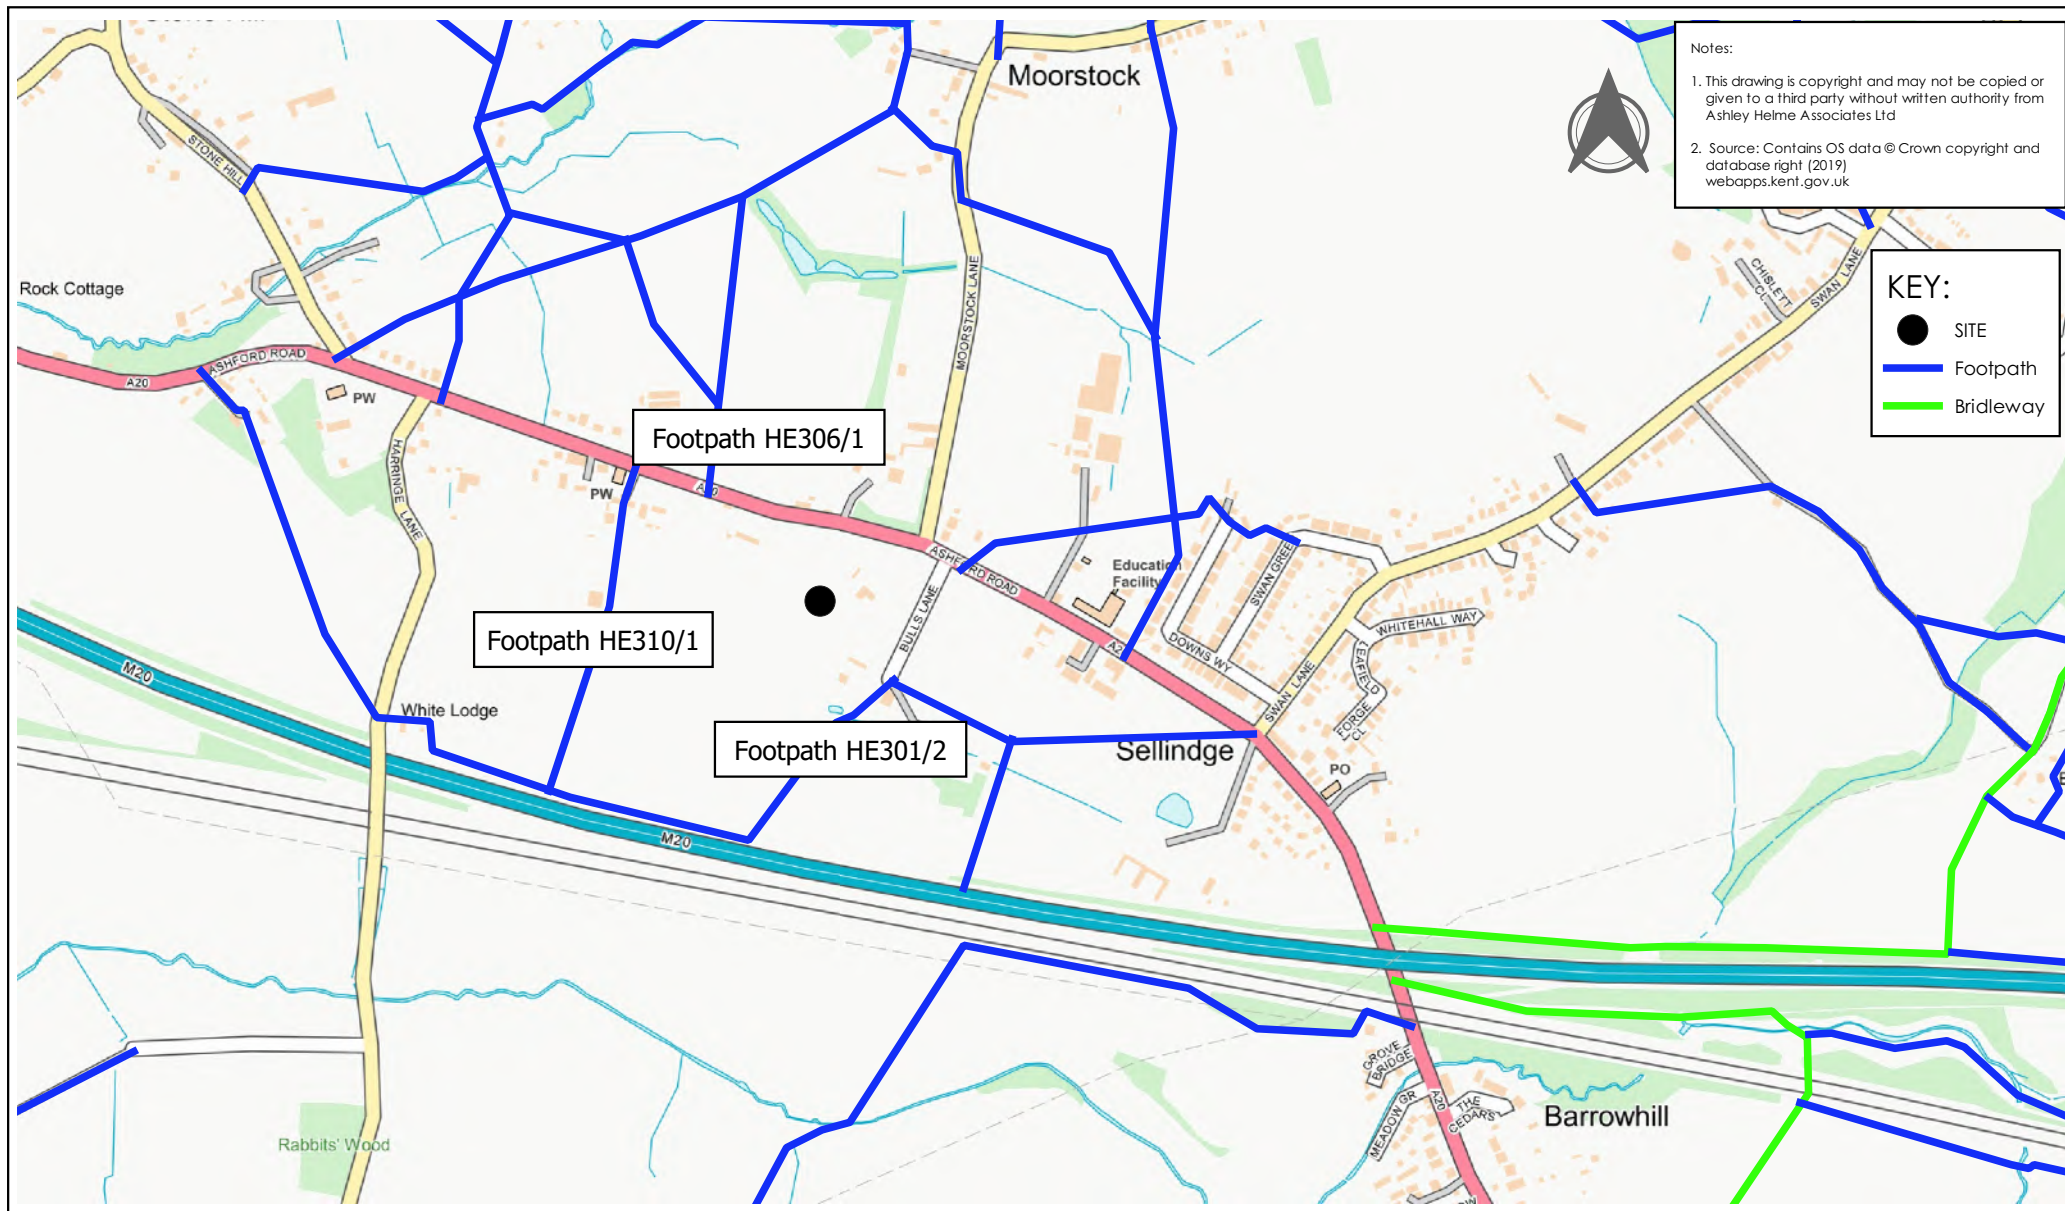 Moorstock
Notes:
1. This drawing is copyright and may not be copied or
given to a third party without written authority from
Ashley Helme Associates Ltd
2. Source: Contains OS data © Crown copyright and
database right (2019)
webapps.kent.gov.uk
KEY:
SITE
Footpath
Bridleway
STONE HILL
Rock Cottage
ASHFORD ROAD
A20
PW
HARRINGE LANE
MOORSTOCK LANE
CHISLETT
CL
SWAN LANE
Footpath HE306/1
PW
ASHFORD ROAD
Education
Facility
BULLS LANE
SWAN GREE
DOWNS WY
WHITEHALL WAY
LEAFIELD
FORGE
CL
SWAN LANE
Footpath HE310/1
M20
White Lodge
Footpath HE301/2
Sellindge
PO
M20
GROVE
BRIDGE
MEADOW GR
A20
THE
CEDARS
Barrowhill
Rabbits' Wood